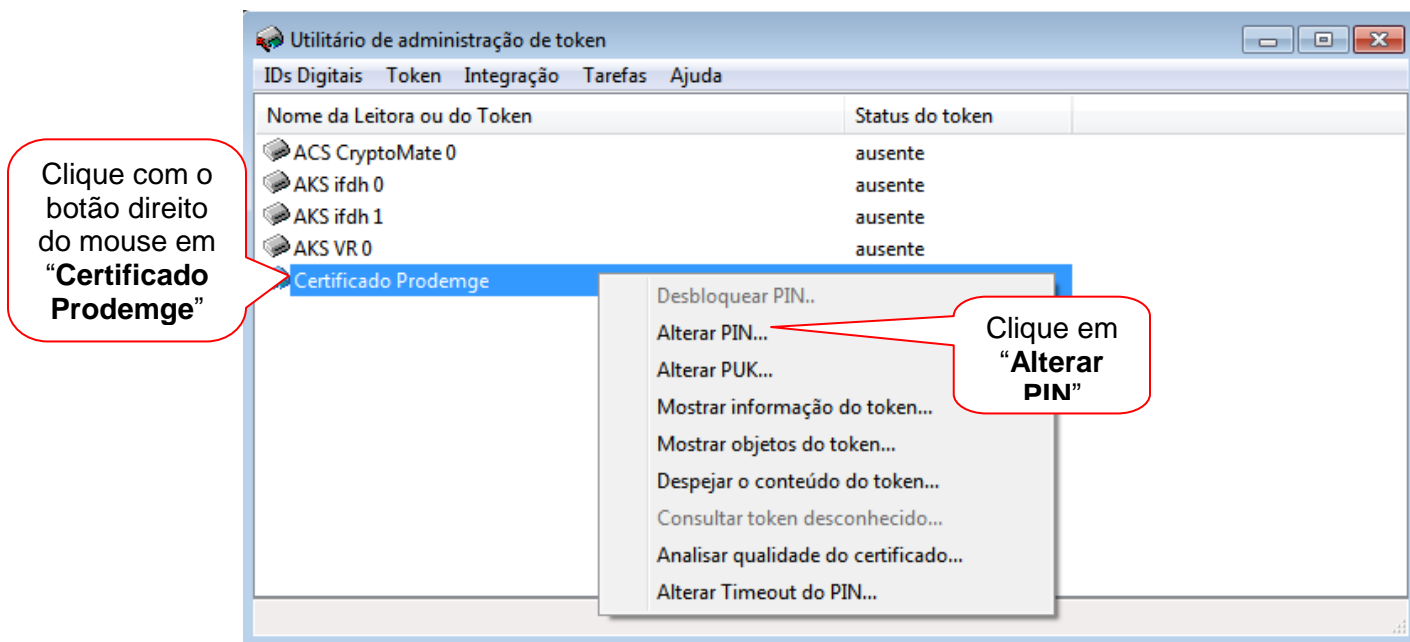 Utilitário de administração de token
IDs Digitais Token Integração Tarefas Ajuda
Nome da Leitora ou do Token Status do token
ACS CryptoMate 0 ausente
AKS ifdh 0 ausente
AKS ifdh 1 ausente
AKS VR 0 ausente
Certificado Prodemge
Clique com o
botão direito
do mouse em
“Certificado
Prodemge”
Desbloquear PIN..
Alterar PIN...
Alterar PUK...
Mostrar informação do token...
Mostrar objetos do token...
Despejar o conteúdo do token...
Consultar token desconhecido...
Analisar qualidade do certificado...
Alterar Timeout do PIN...
Clique em
“Alterar
PIN”